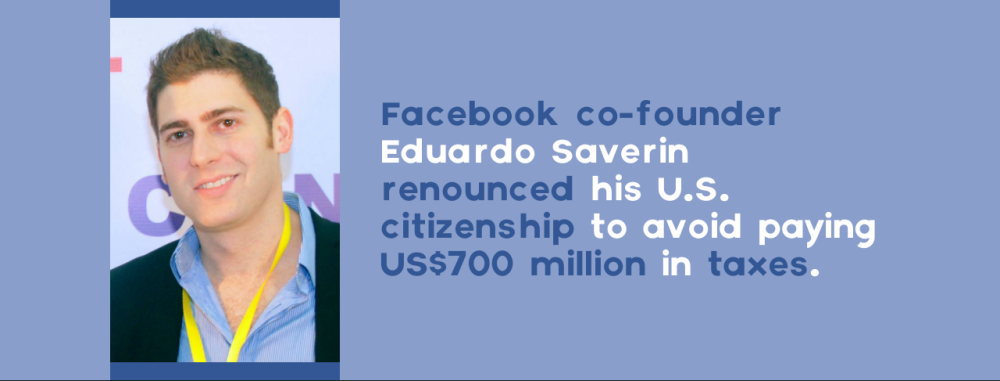 Facebook co-founder
Eduardo Saverin
renounced his U.S.
citizenship to avoid paying
US$700 million in taxes.